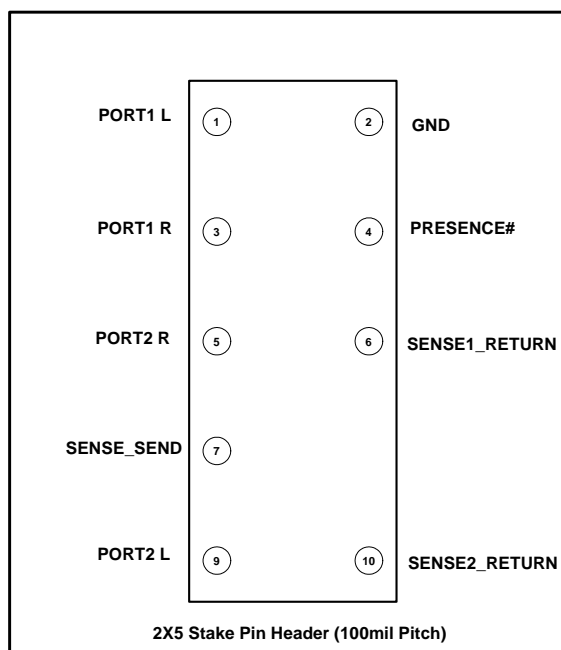 PORT1 L 1 2 GND
PORT1 R 3 4 PRESENCE#
PORT2 R 5 6 SENSE1_RETURN
SENSE_SEND 7
PORT2 L 9 10 SENSE2_RETURN
2X5 Stake Pin Header (100mil Pitch)